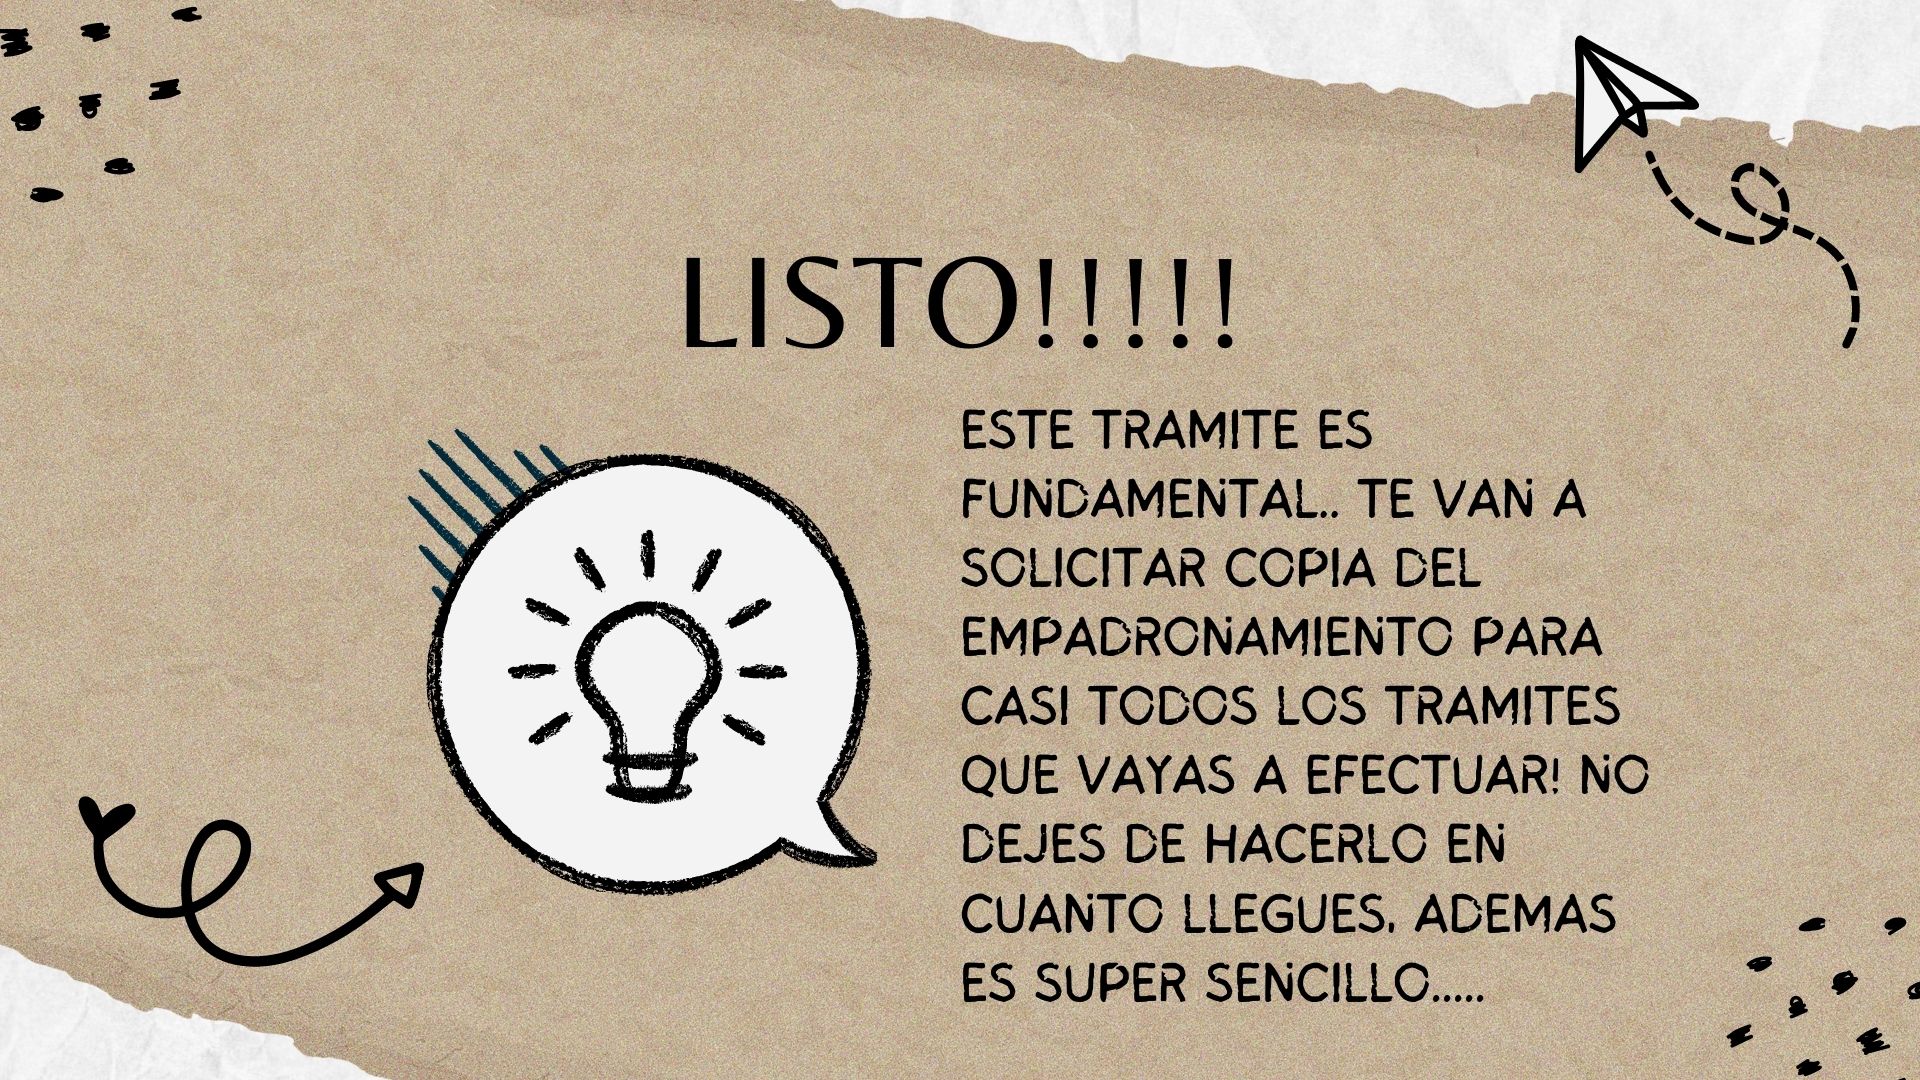 LISTO!!!!!
ESTE TRAMITE ES
FUNDAMENTAL.. TE VAN A
SOLICITAR COPIA DEL
EMPADRONAMIENTO PARA
CASI TODOS LOS TRAMITES
QUE VAYAS A EFECTUAR! NO
DEJES DE HACERLO EN
CUANTO LLEGUES, ADEMAS
ES SUPER SENCILLO.....